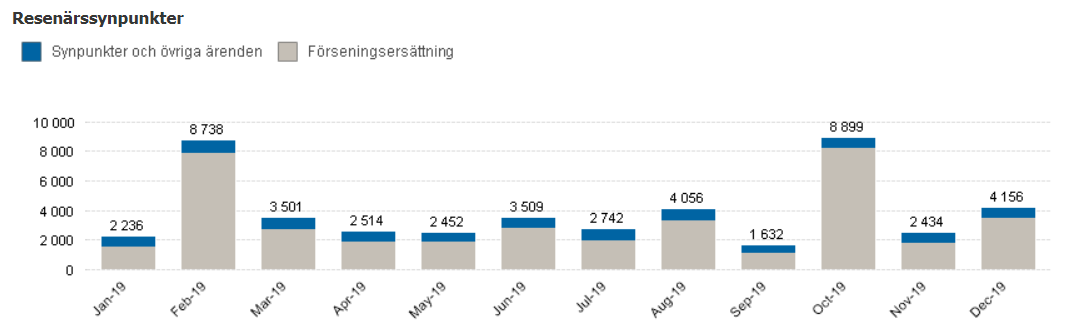 Resenärssynpunkter
Synpunkter och övriga ärenden Förseningsersättning
10 000
8 000
6 000
4 000
2 000
0
2 236
8 738
3 501
2 514
2 452
3 509
2 742
4 056
1 632
8 899
2 434
4 156
Jan-19
Feb-19
Mar-19
Apr-19
May-19
Jun-19
Jul-19
Aug-19
Sep-19
Oct-19
Nov-19
Dec-19